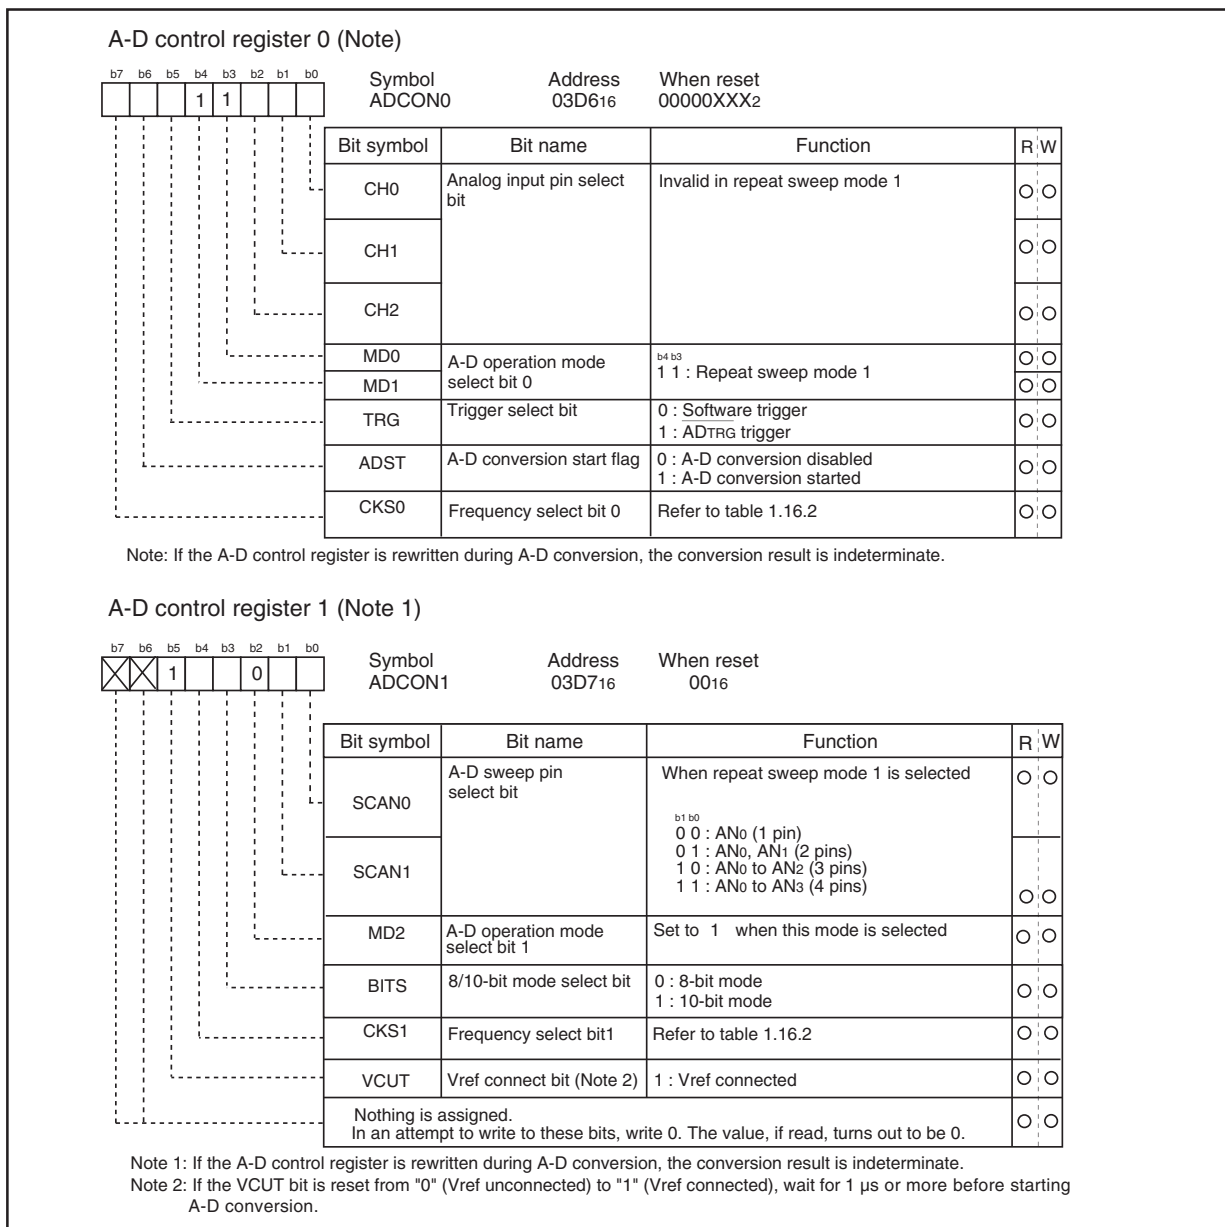 A-D control register 0 (Note)
b7 b6 b5 b4 b3 b2 b1 b0
1 1
Symbol Address When reset
ADCON0 03D616 00000XXX2
Bit symbol Bit name Function R W
CH0 Analog input pin select bit Invalid in repeat sweep mode 1
CH1
CH2
MD0 A-D operation mode select bit 0 b4 b3
1 1 : Repeat sweep mode 1
MD1
TRG Trigger select bit 0 : Software trigger
1 : ADTRG trigger
ADST A-D conversion start flag 0 : A-D conversion disabled
1 : A-D conversion started
CKS0 Frequency select bit 0 Refer to table 1.16.2
Note: If the A-D control register is rewritten during A-D conversion, the conversion result is indeterminate.
A-D control register 1 (Note 1)
b7 b6 b5 b4 b3 b2 b1 b0
1 0
Symbol Address When reset
ADCON1 03D716 0016
Bit symbol Bit name Function R W
SCAN0 A-D sweep pin select bit When repeat sweep mode 1 is selected
b1 b0
0 0 : AN0 (1 pin)
0 1 : AN0, AN1 (2 pins)
1 0 : AN0 to AN2 (3 pins)
1 1 : AN0 to AN3 (4 pins)
SCAN1
MD2 A-D operation mode select bit 1 Set to 1 when this mode is selected
BITS 8/10-bit mode select bit 0 : 8-bit mode
1 : 10-bit mode
CKS1 Frequency select bit1 Refer to table 1.16.2
VCUT Vref connect bit (Note 2) 1 : Vref connected
Nothing is assigned.
In an attempt to write to these bits, write 0. The value, if read, turns out to be 0.
Note 1: If the A-D control register is rewritten during A-D conversion, the conversion result is indeterminate.
Note 2: If the VCUT bit is reset from "0" (Vref unconnected) to "1" (Vref connected), wait for 1 µs or more before starting
A-D conversion.